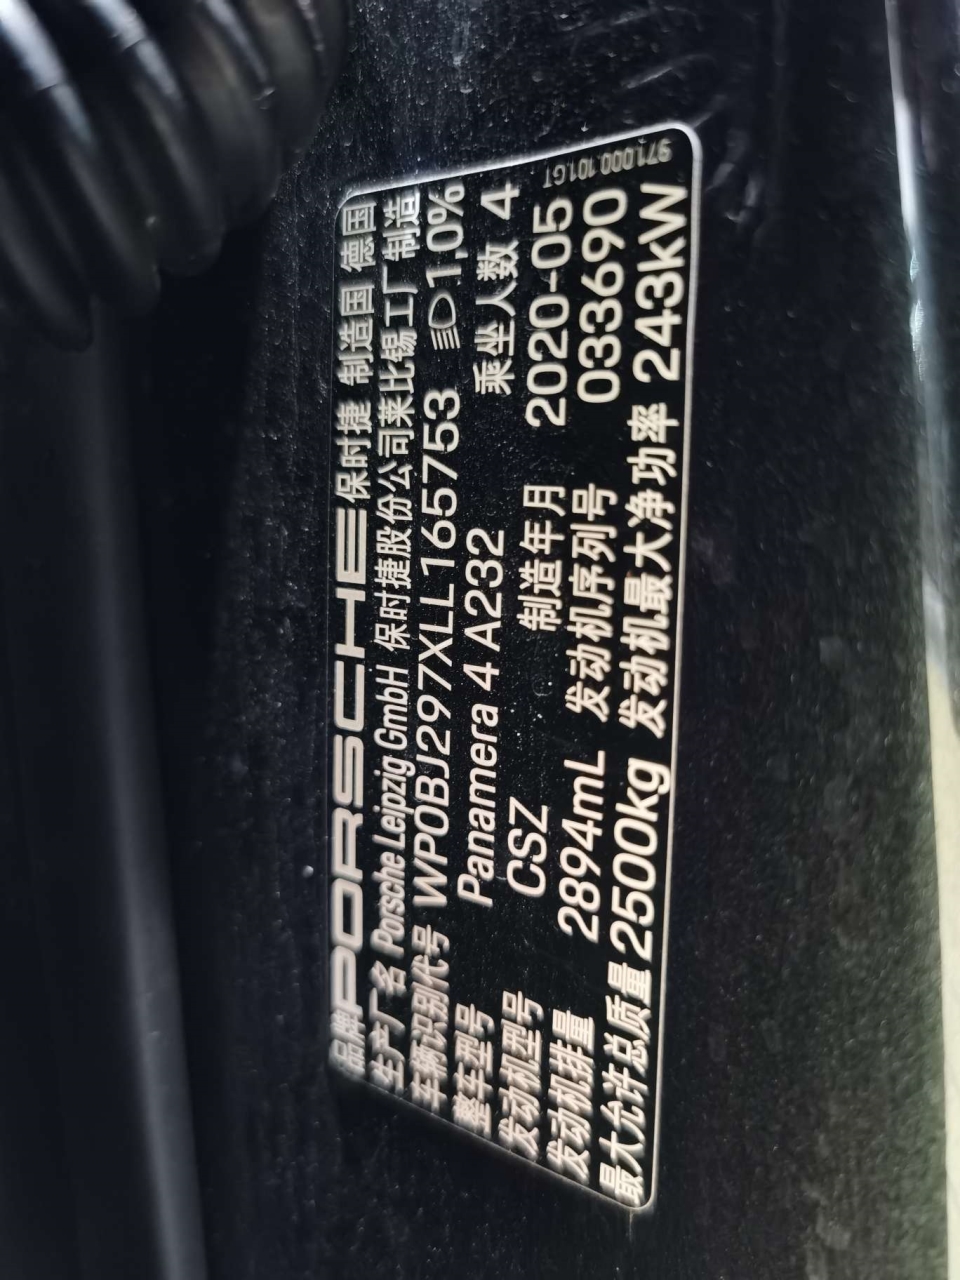 品牌 PORSCHE 保时捷 制造国 德国
生产厂名 Porsche Leipzig GmbH 保时捷股份公司莱比锡工厂制造
车辆识别代号 WP0BJ297XLL165753 1,0%
整车型号 Panamera 4 A232 乘坐人数 4
发动机型号 CSZ 制造年月 2020-05
发动机排量 2894mL 发动机序列号 033690
最大允许总质量 2500kg 发动机最大净功率 243kW
971.000.101.GT